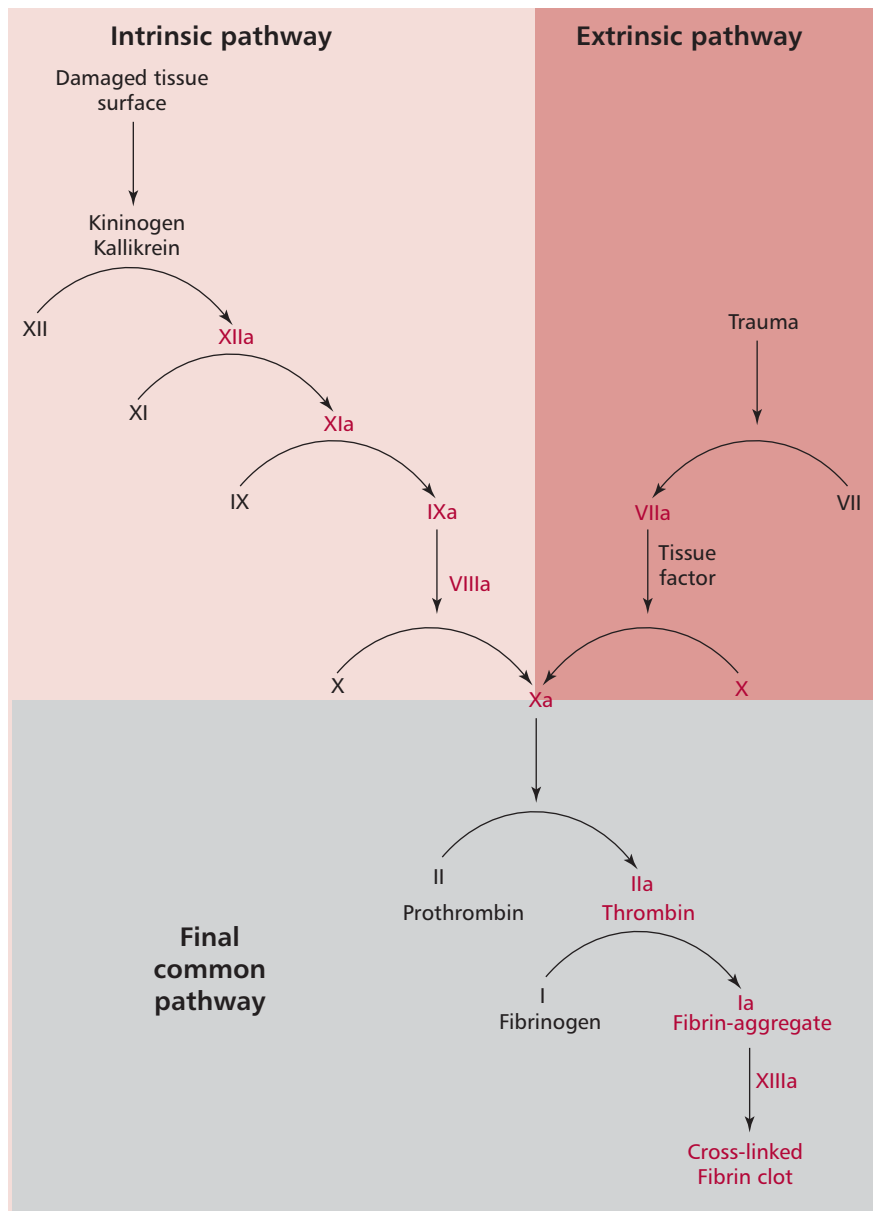 Intrinsic pathway
Extrinsic pathway
Damaged tissue
surface
Kininogen
Kallikrein
XII
XIIa
XI
XIa
IX
IXa
VIIIa
X
Trauma
VII
VIIa
Tissue
factor
X
Xa
II
Prothrombin
IIa
Thrombin
I
Fibrinogen
Ia
Fibrin-aggregate
XIIIa
Cross-linked
Fibrin clot
Final
common
pathway